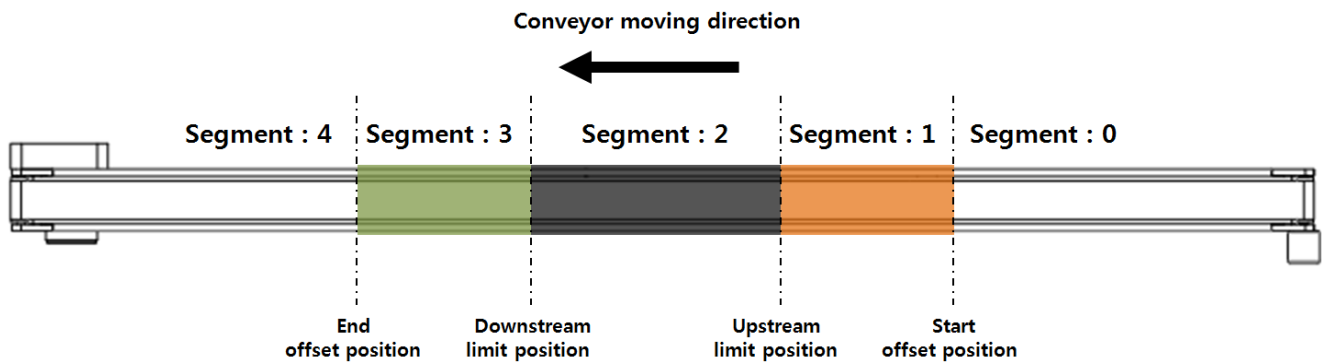 Conveyor moving direction
Segment : 4 Segment : 3 Segment : 2 Segment : 1 Segment : 0
End
offset position
Downstream
limit position
Upstream
limit position
Start
offset position